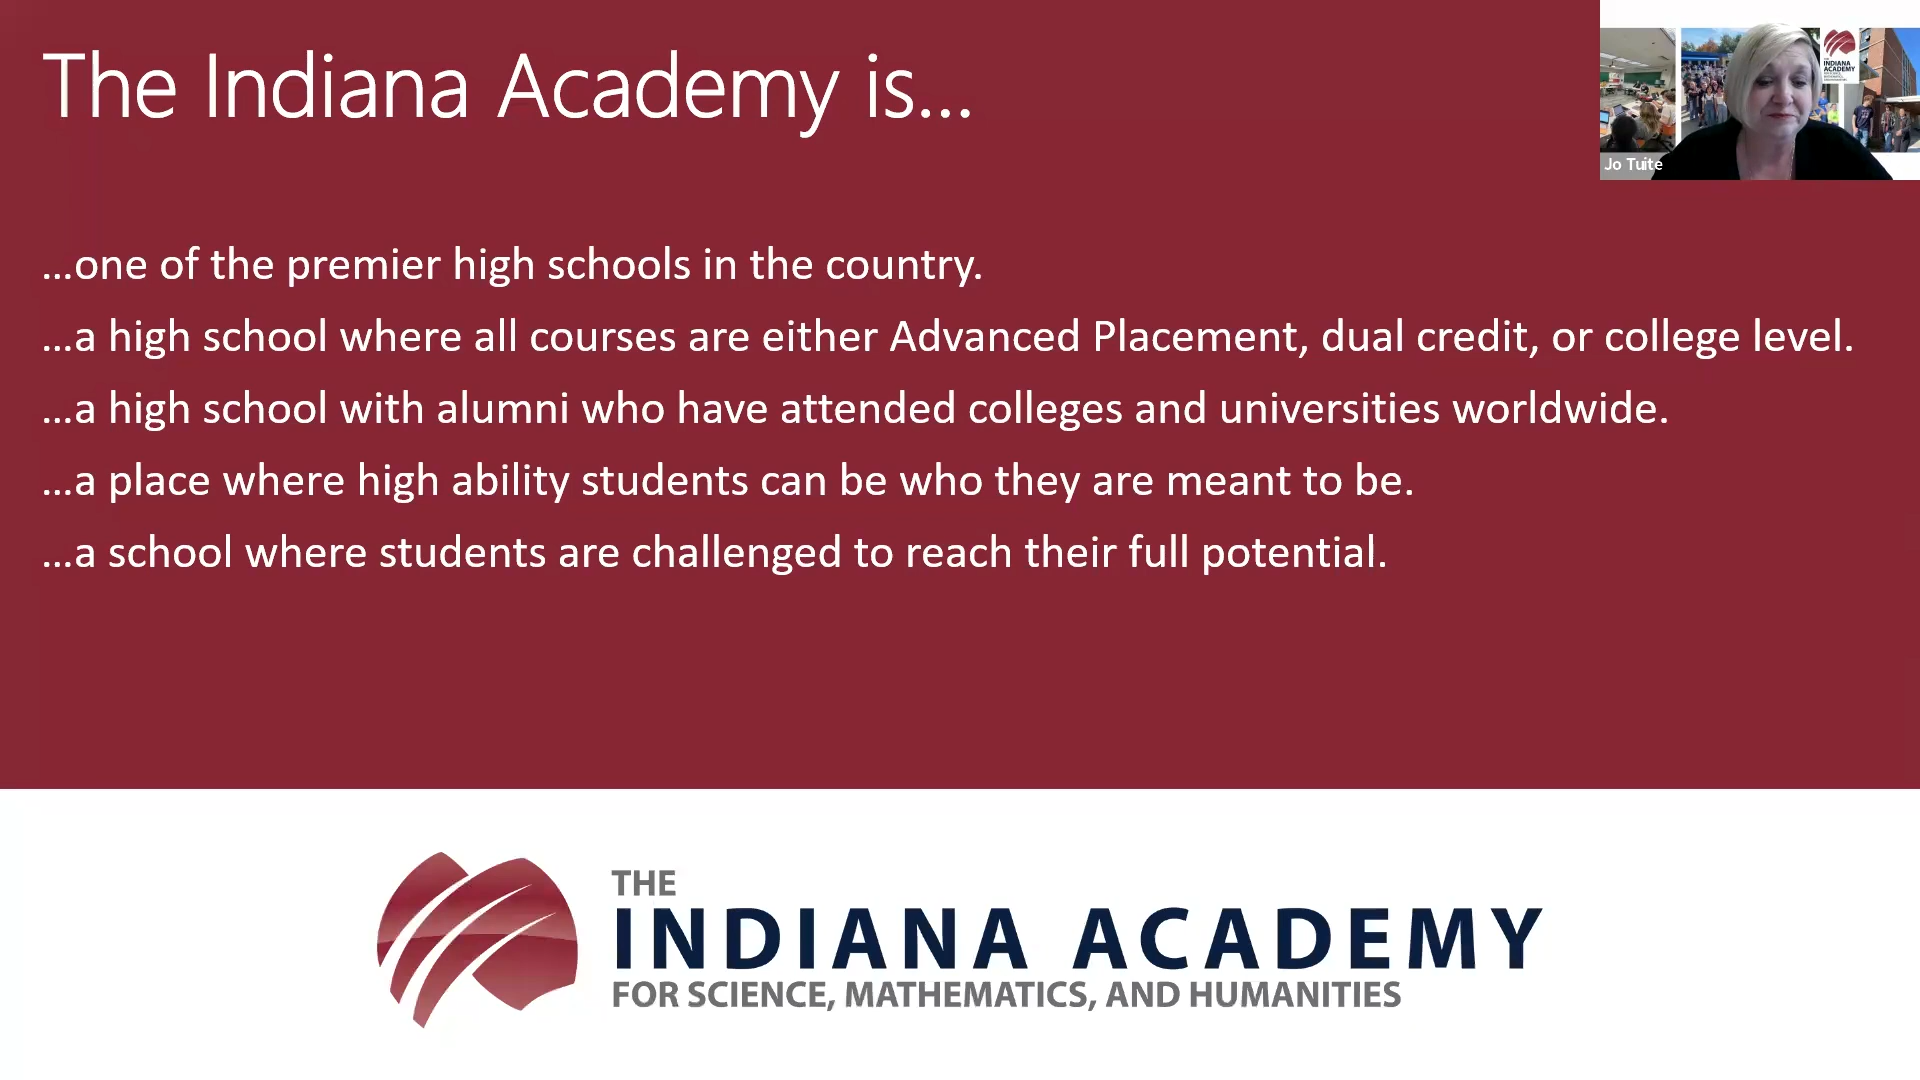 The Indiana Academy is...
...one of the premier high schools in the country.
...a high school where all courses are either Advanced Placement, dual credit, or college level.
...a high school with alumni who have attended colleges and universities worldwide.
...a place where high ability students can be who they are meant to be.
...a school where students are challenged to reach their full potential.
THE
INDIANA ACADEMY
FOR SCIENCE, MATHEMATICS, AND HUMANITIES
INDIANA
ACADEMY
Jo Tuite